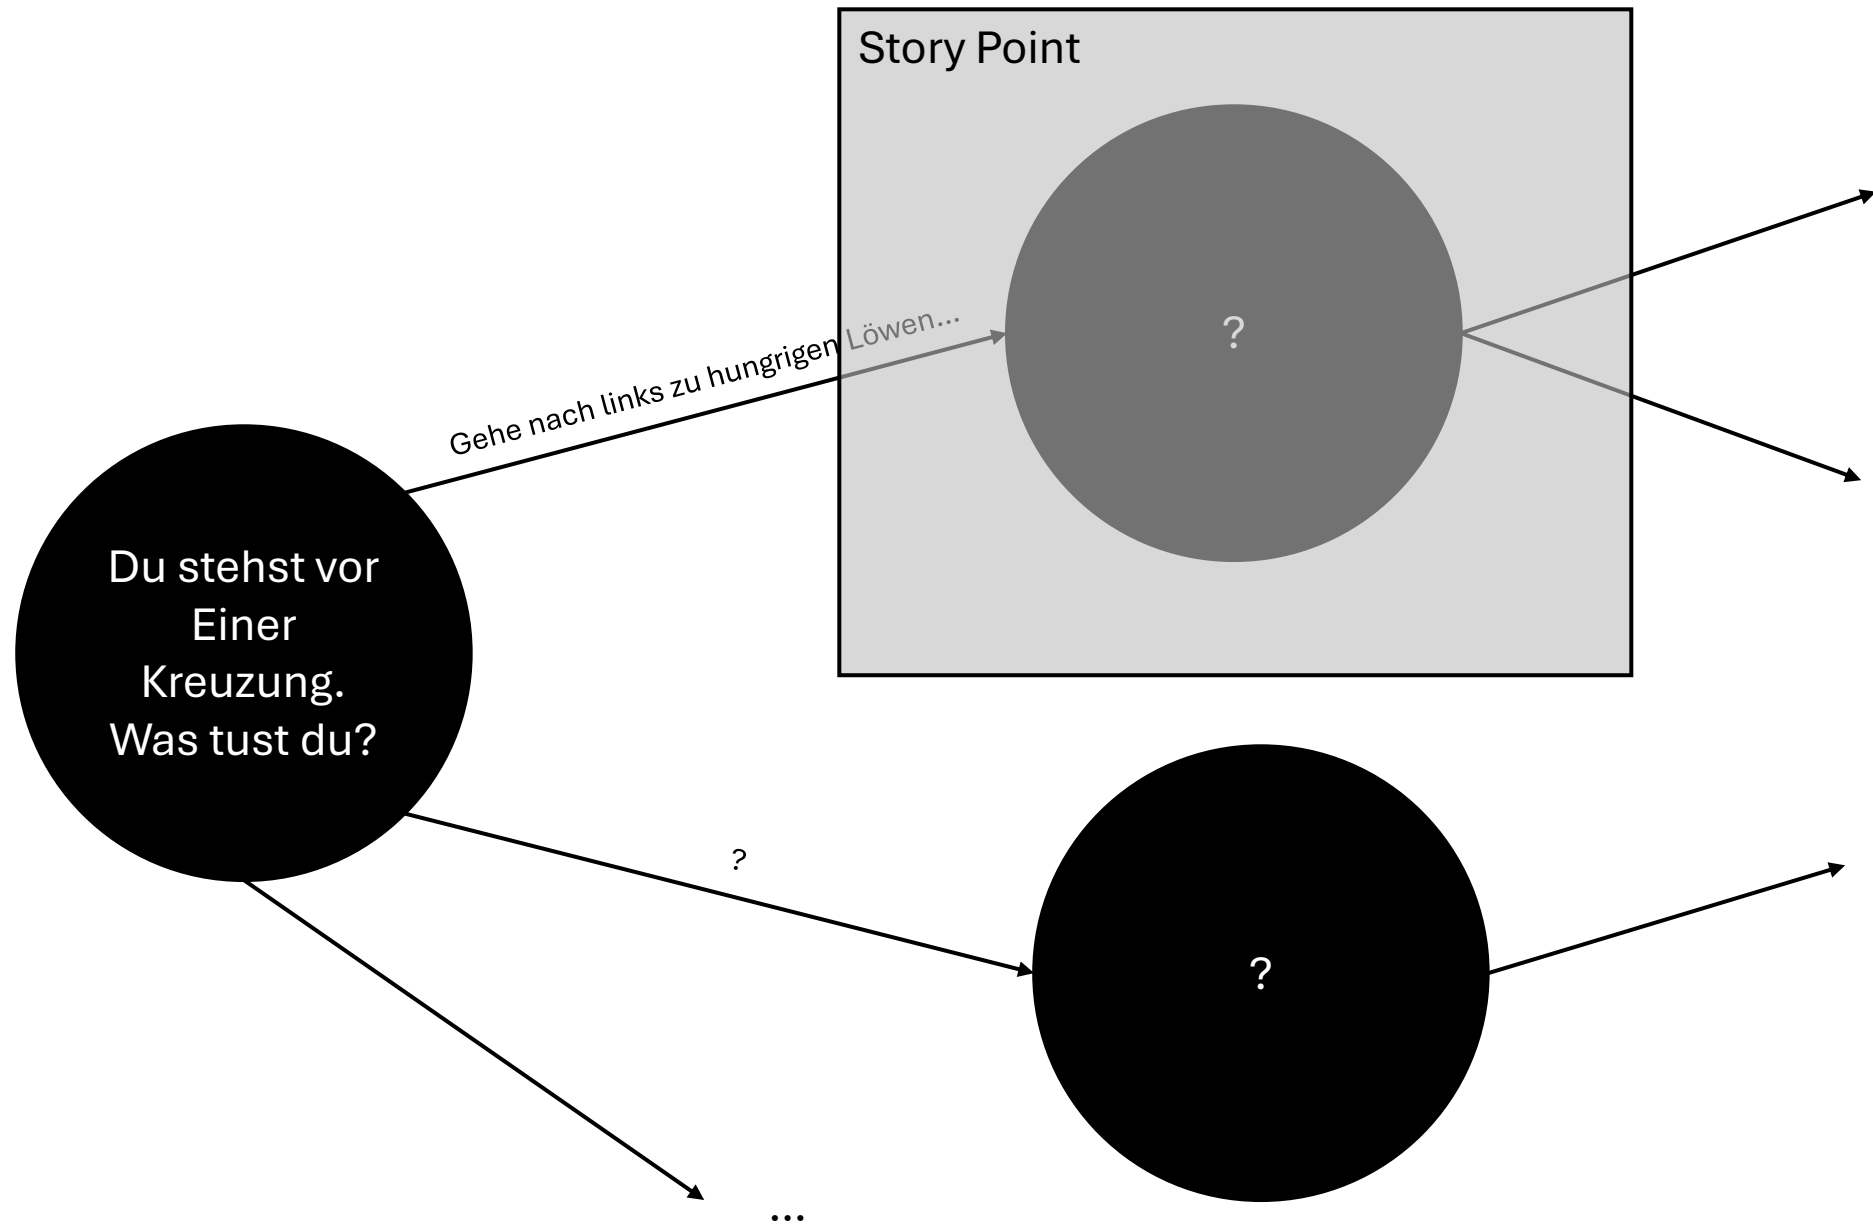 Story Point
?
Gehe nach links zu hungrigen Löwen...
Du stehst vor
Einer
Kreuzung.
Was tust du?
?
?
...